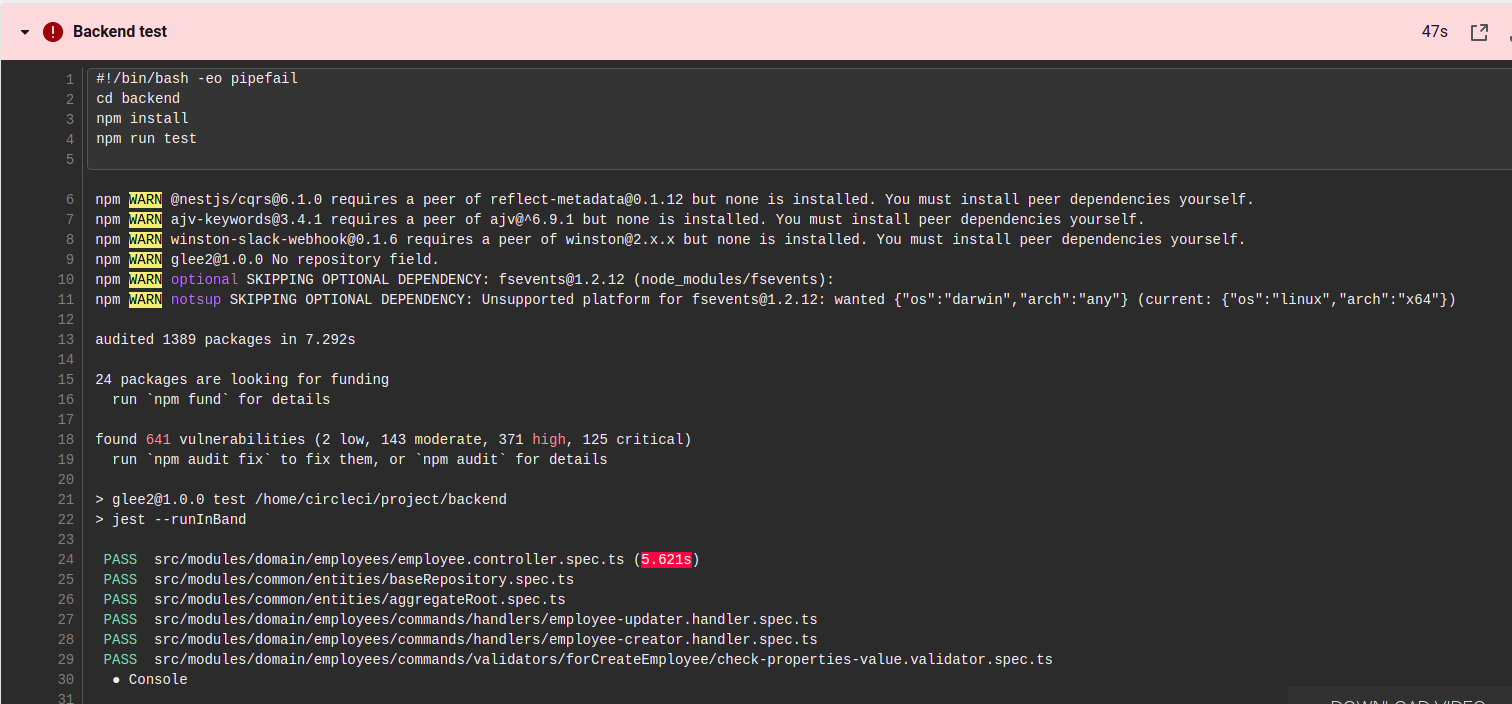 Backend test 47s
1 #!/bin/bash -eo pipefail
2 cd backend
3 npm install
4 npm run test
5
6 npm WARN @nestjs/cqrs@6.1.0 requires a peer of reflect-metadata@0.1.12 but none is installed. You must install peer dependencies yourself.
7 npm WARN ajv-keywords@3.4.1 requires a peer of ajv@^6.9.1 but none is installed. You must install peer dependencies yourself.
8 npm WARN winston-slack-webhook@0.1.6 requires a peer of winston@2.x.x but none is installed. You must install peer dependencies yourself.
9 npm WARN glee2@1.0.0 No repository field.
10 npm WARN optional SKIPPING OPTIONAL DEPENDENCY: fsevents@1.2.12 (node_modules/fsevents):
11 npm WARN notsup SKIPPING OPTIONAL DEPENDENCY: Unsupported platform for fsevents@1.2.12: wanted {"os":"darwin","arch":"any"} (current: {"os":"linux","arch":"x64"})
12
13 audited 1389 packages in 7.292s
14
15 24 packages are looking for funding
16 run `npm fund` for details
17
18 found 641 vulnerabilities (2 low, 143 moderate, 371 high, 125 critical)
19 run `npm audit fix` to fix them, or `npm audit` for details
20
21 > glee2@1.0.0 test /home/circleci/project/backend
22 > jest --runInBand
23
24 PASS src/modules/domain/employees/employee.controller.spec.ts (5.621s)
25 PASS src/modules/common/entities/baseRepository.spec.ts
26 PASS src/modules/common/entities/aggregateRoot.spec.ts
27 PASS src/modules/domain/employees/commands/handlers/employee-updater.handler.spec.ts
28 PASS src/modules/domain/employees/commands/handlers/employee-creator.handler.spec.ts
29 PASS src/modules/domain/employees/commands/validators/forCreateEmployee/check-properties-value.validator.spec.ts
30 ● Console
31
DOWNLOAD VIDEO